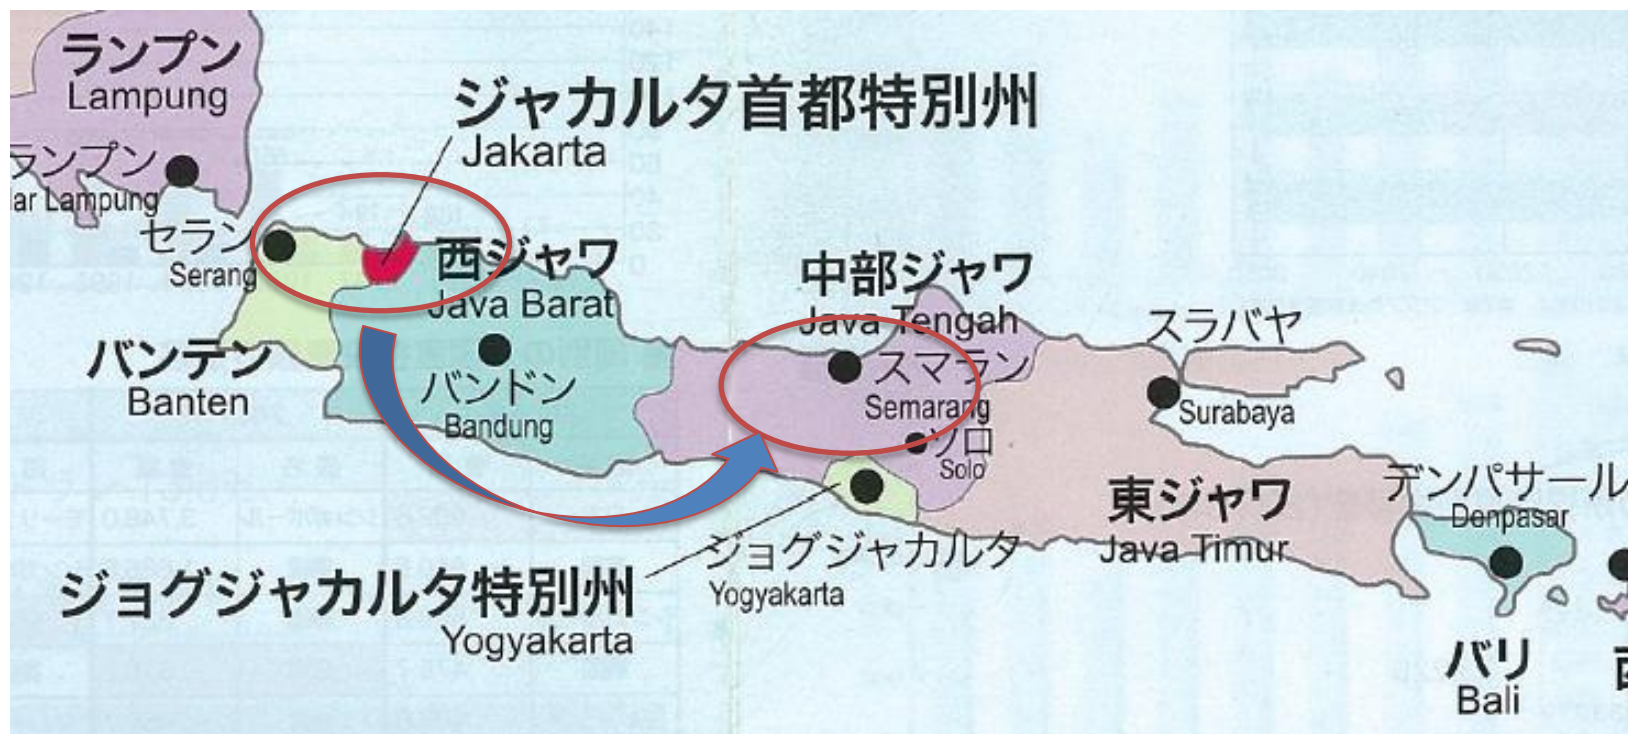 ランプン
Lampung
ランプン
ar Lampung
ジャカルタ首都特別州
Jakarta
セラン
Serang
西ジャワ
Java Barat
バンテン
Banten
バンドン
Bandung
中部ジャワ
Java Tengah
スマラン
Semarang
ソロ
Solo
スラバヤ
Surabaya
ジョグジャカルタ
Yogyakarta
ジョグジャカルタ特別州
Yogyakarta
東ジャワ
Java Timur
デンパサール
Denpasar
バリ
Bali